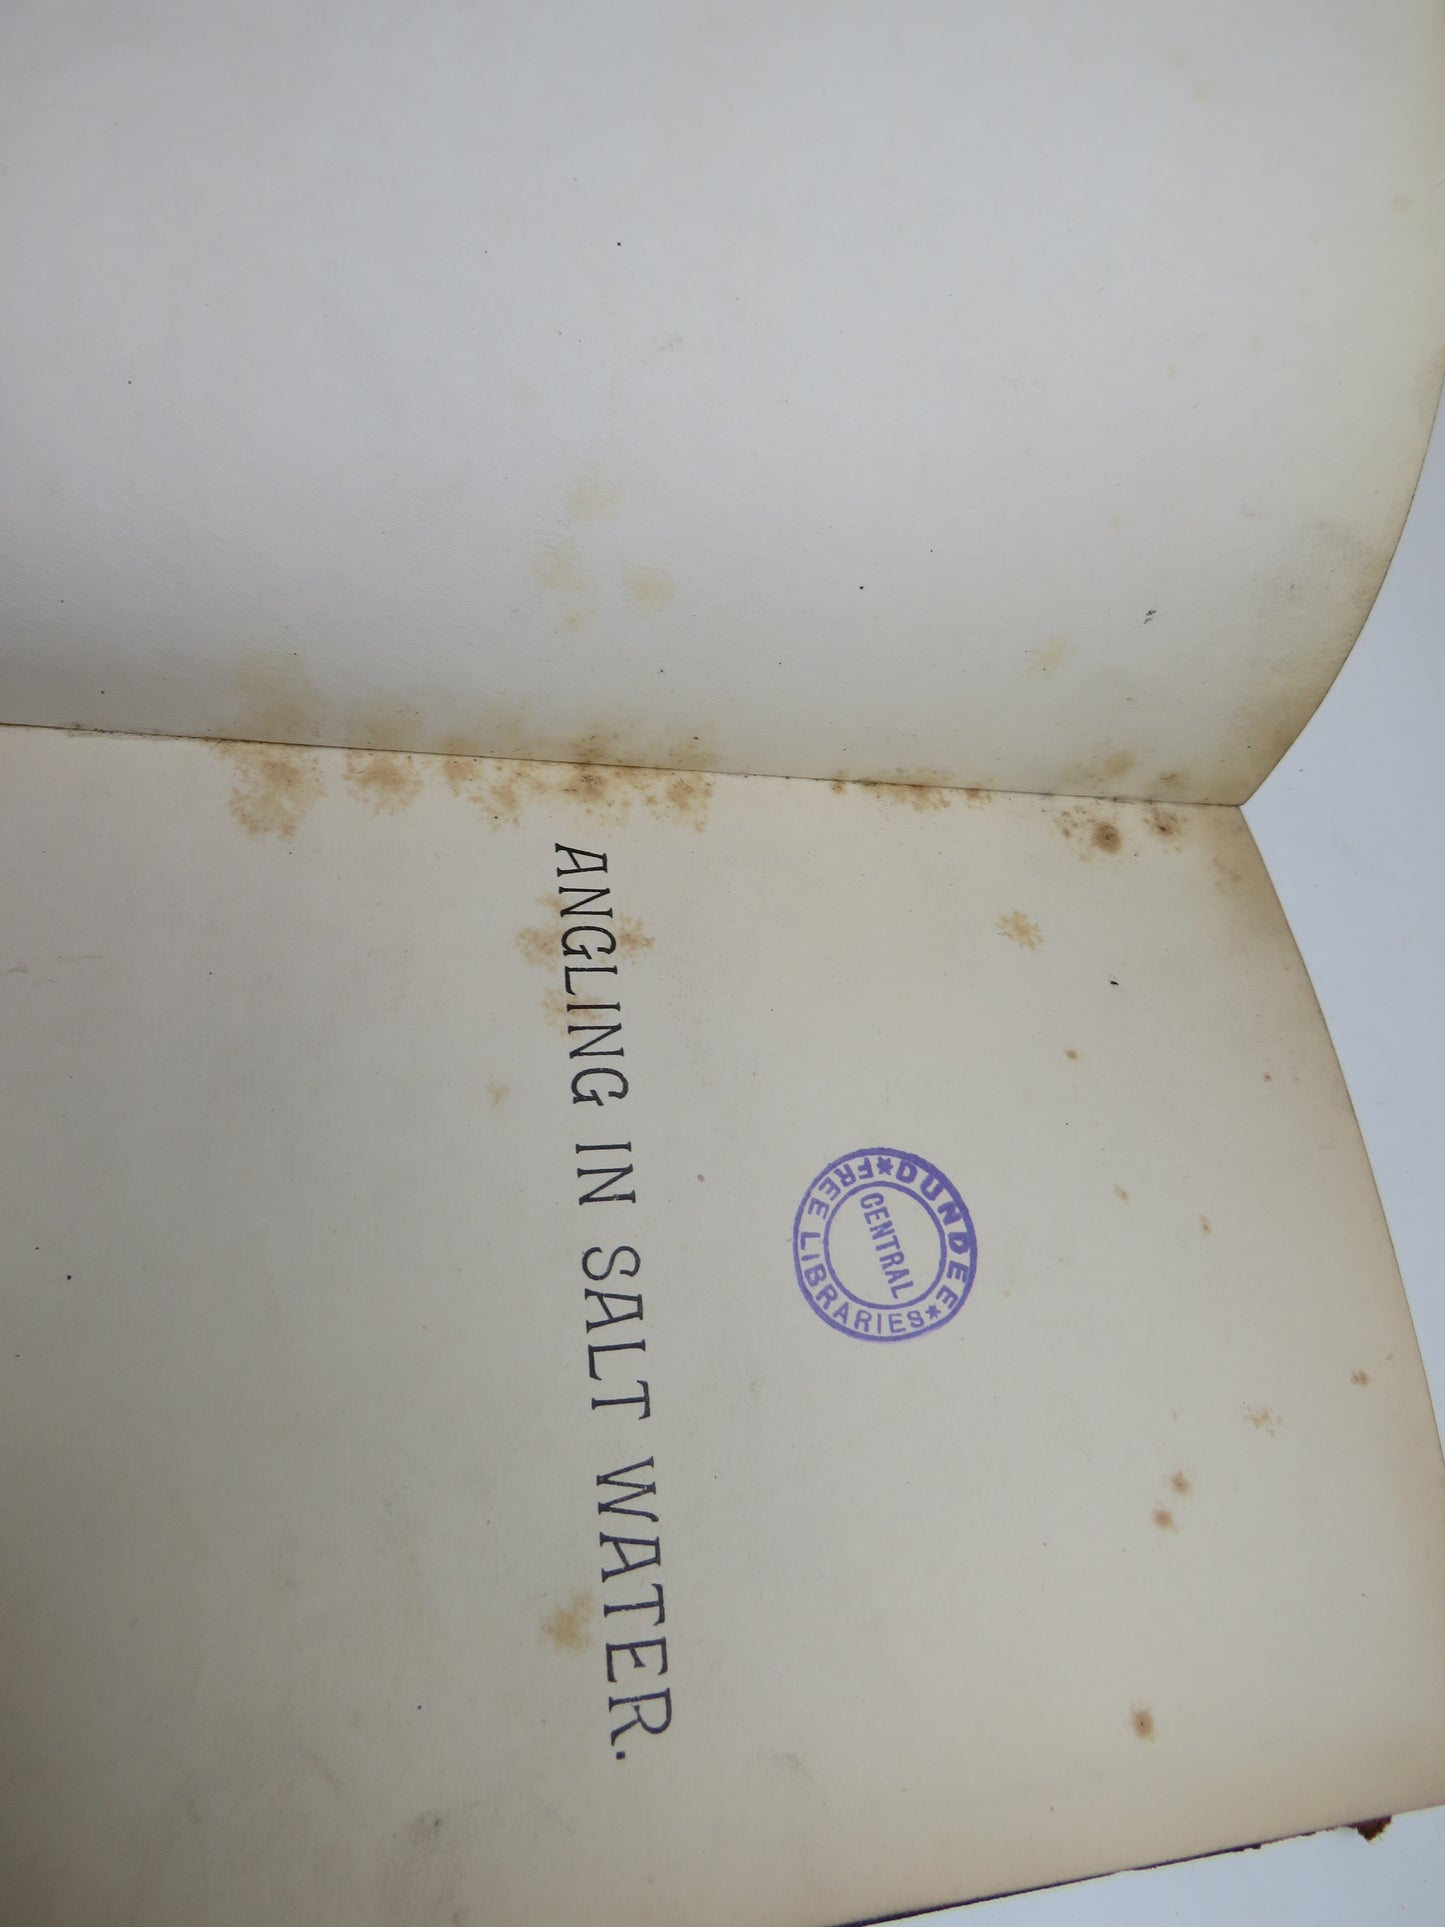 *DUNDEE*
FREE LIBRARIES
CENTRAL
ANGLING IN SALT WATER.